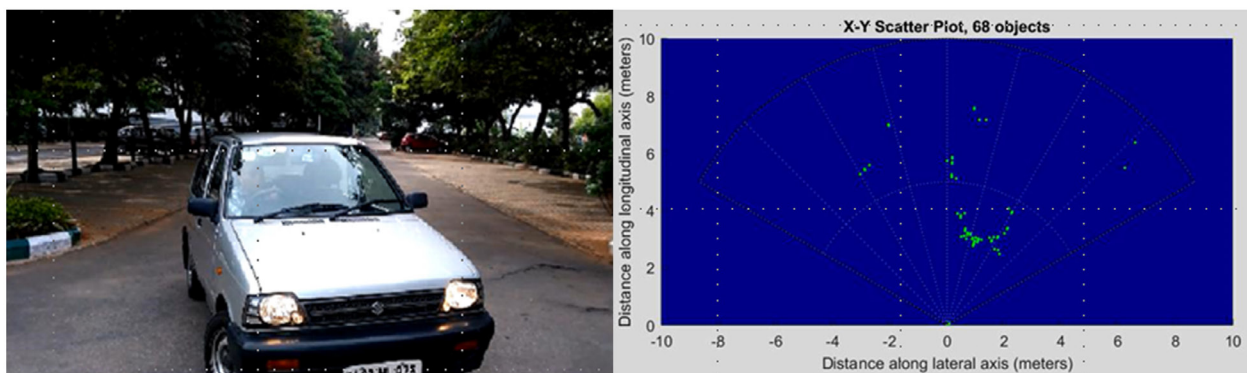 X-Y Scatter Plot, 68 objects
Distance along longitudinal axis (meters)
10
8
6
4
2
0
-10 -8 -6 -4 -2 0 2 4 6 8 10
Distance along lateral axis (meters)